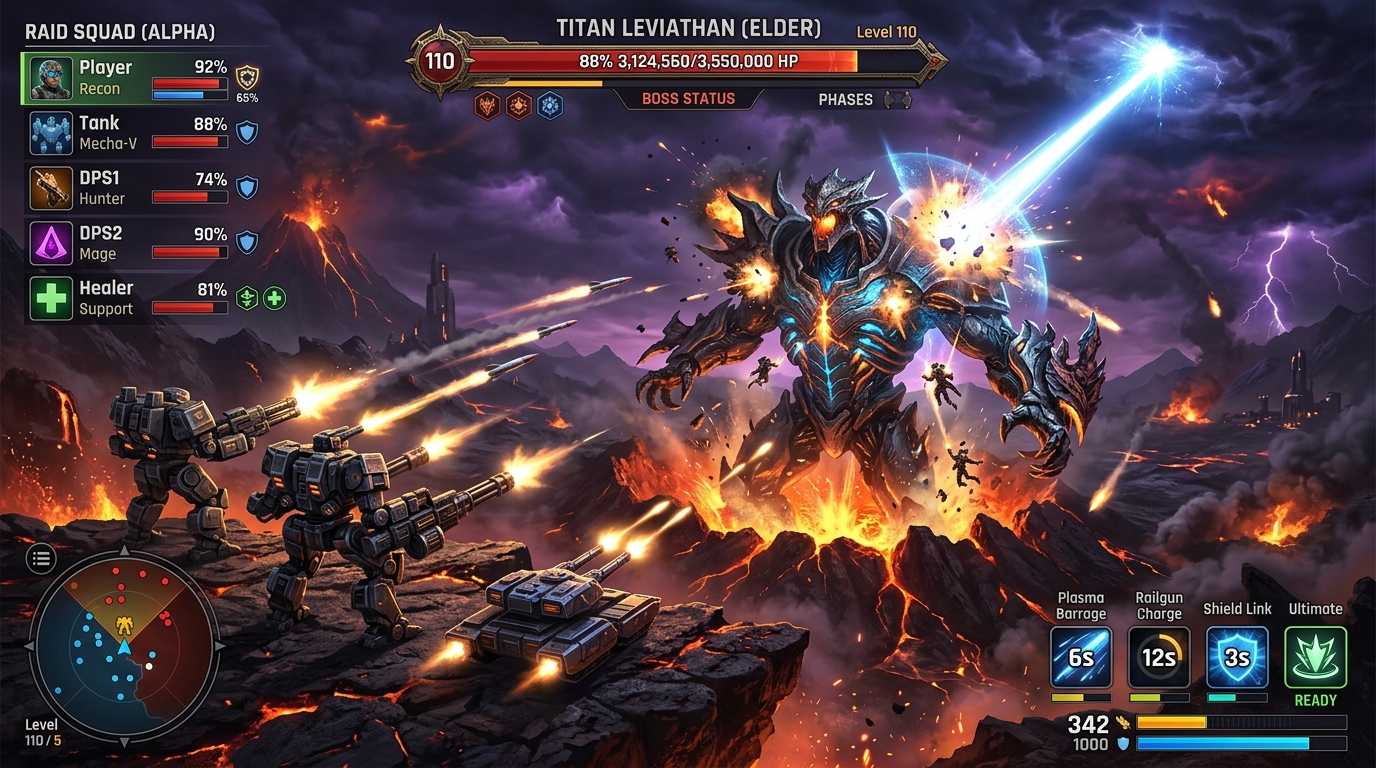 RAID SQUAD (ALPHA)
Player 92%
Recon
65%
Tank 88%
Mecha-V
DPS1 74%
Hunter
DPS2 90%
Mage
Healer 81%
Support
TITAN LEVIATHAN (ELDER) Level 110
110 88% 3,124,560/3,550,000 HP
BOSS STATUS PHASES
Level
110/5
Plasma Barrage
Railgun Charge
Shield Link
Ultimate
6s 12s 3s
READY
342
1000